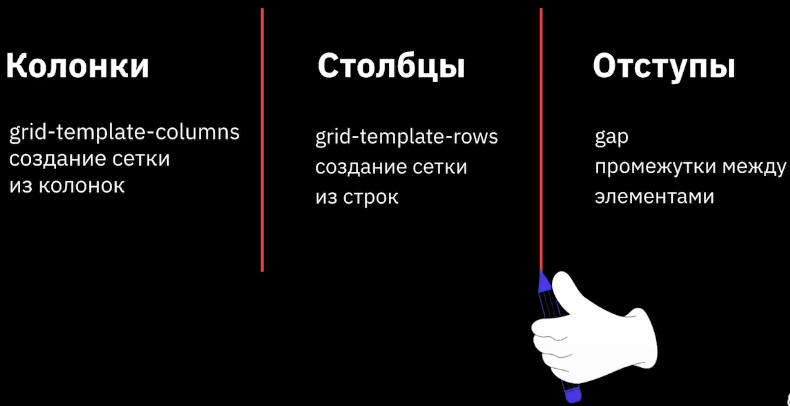 Колонки
grid-template-columns
создание сетки
из колонок
Столбцы
grid-template-rows
создание сетки
из строк
Отступы
gap
промежутки между
элементами